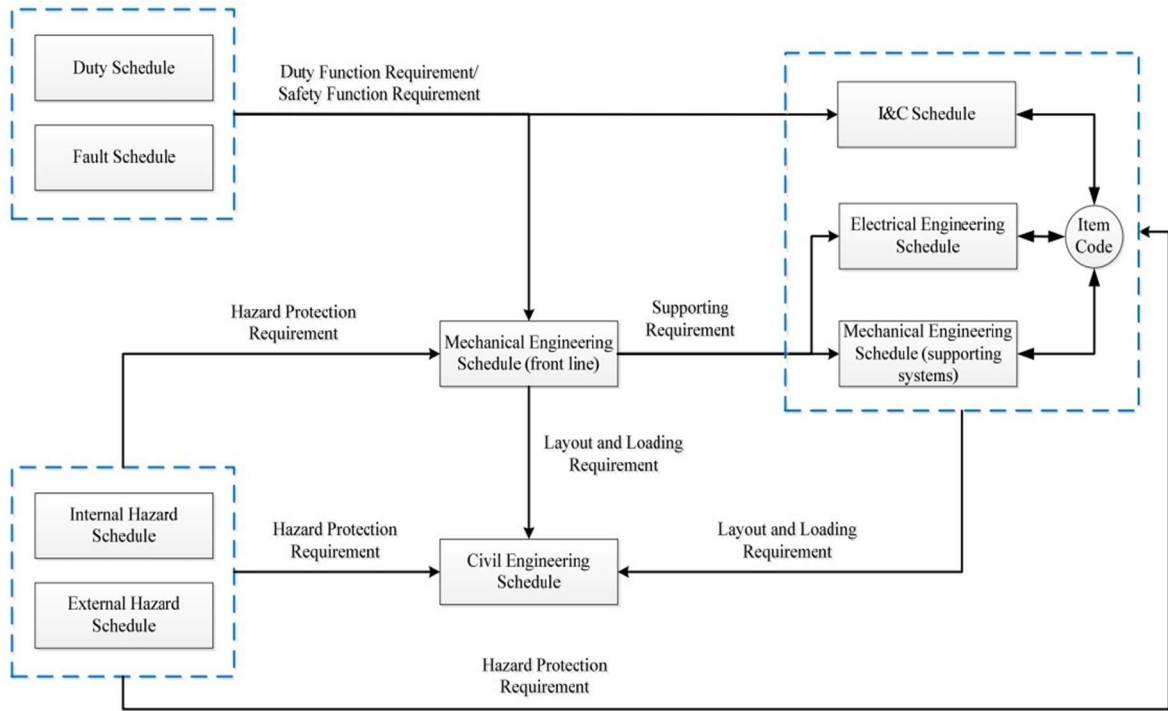 Duty Schedule
Fault Schedule
Duty Function Requirement/
Safety Function Requirement
I&C Schedule
Electrical Engineering
Schedule
Item
Code
Mechanical Engineering
Schedule (supporting
systems)
Hazard Protection
Requirement
Mechanical Engineering
Schedule (front line)
Supporting
Requirement
Layout and Loading
Requirement
Internal Hazard
Schedule
External Hazard
Schedule
Hazard Protection
Requirement
Civil Engineering
Schedule
Layout and Loading
Requirement
Hazard Protection
Requirement